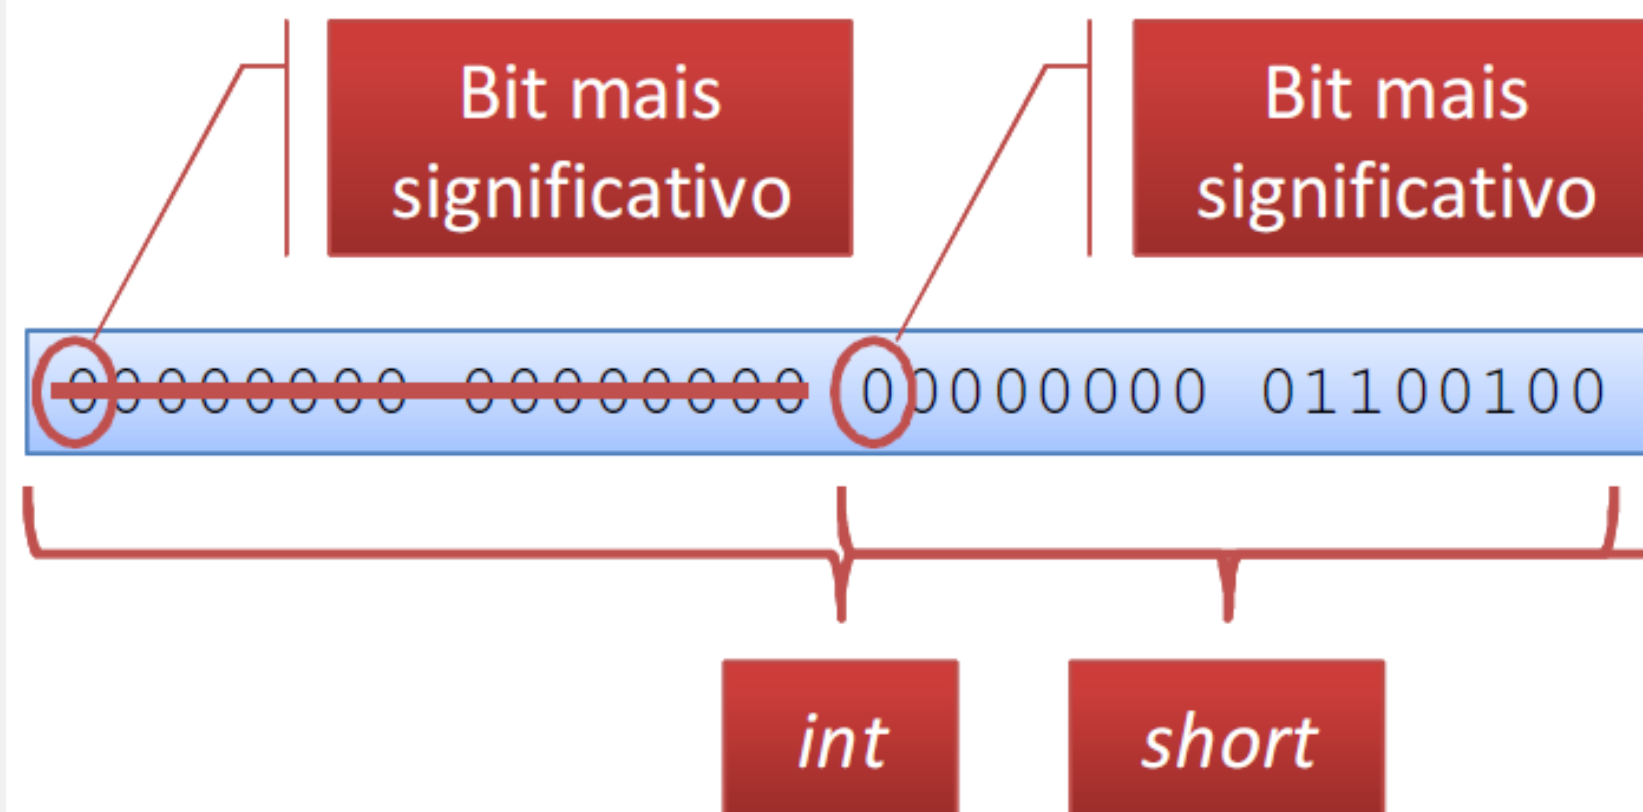 Bit mais
significativo
Bit mais
significativo
00000000 00000000 00000000 01100100
int
short